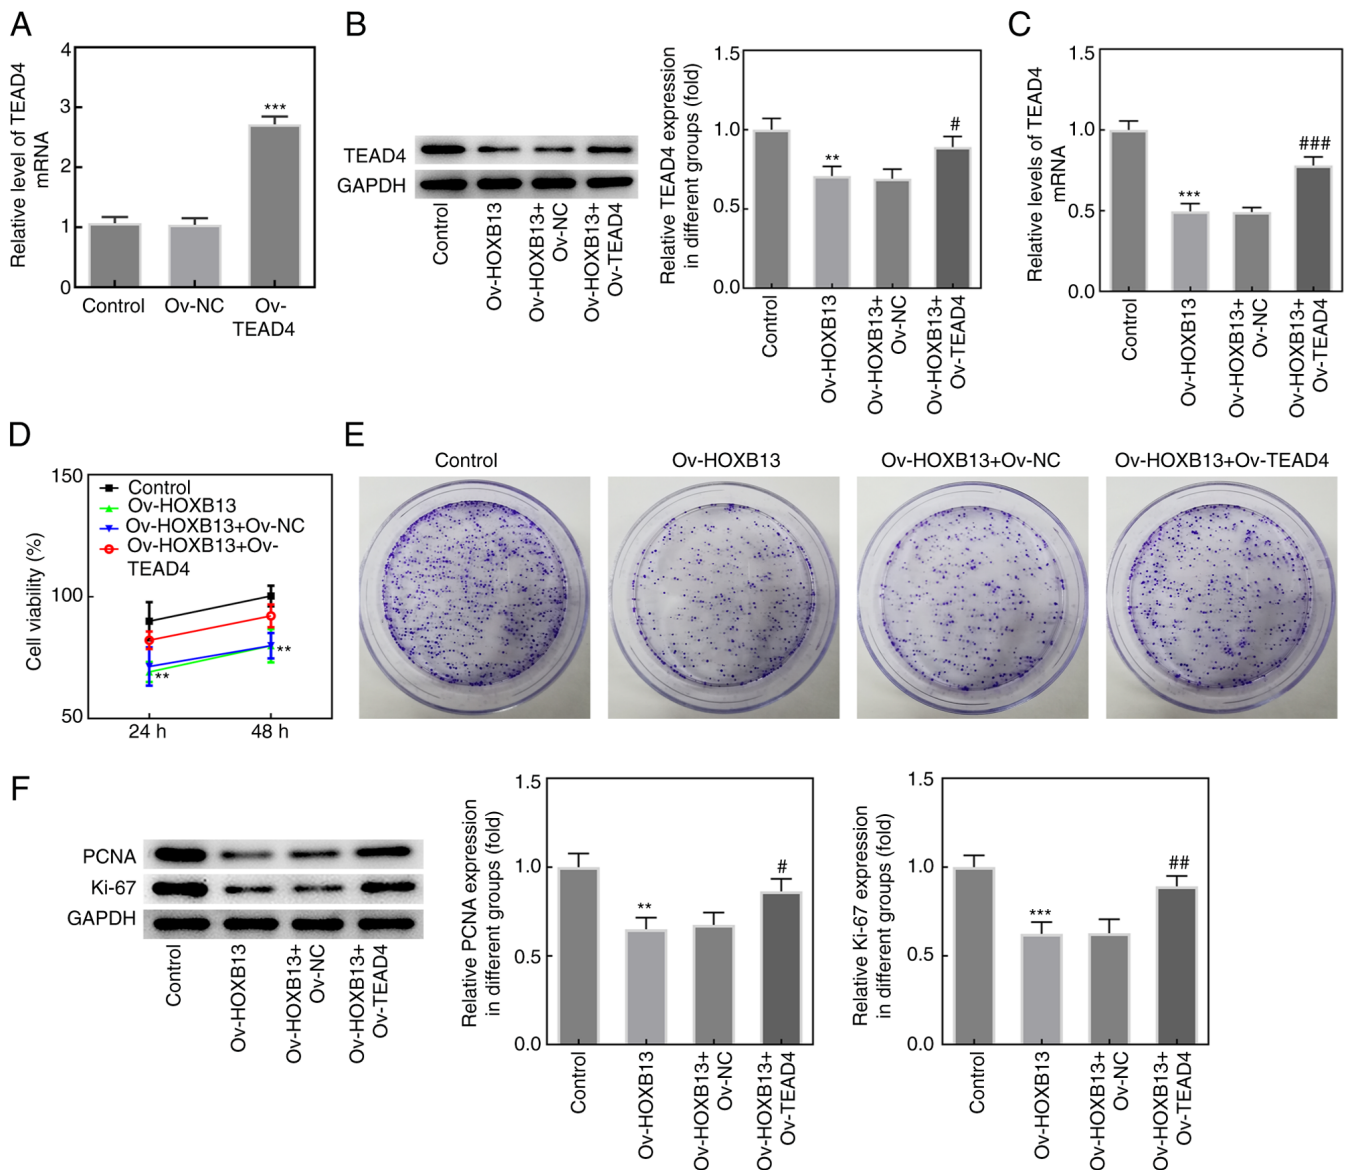 A
Relative level of TEAD4
mRNA
4
3
2
1
0
***
Control
Ov-NC
Ov-
TEAD4
B
TEAD4
GAPDH
Control
Ov-HOXB13
Ov-HOXB13+
Ov-NC
Ov-HOXB13+
Ov-TEAD4
Relative TEAD4 expression
in different groups (fold)
1.5
1.0
0.5
0.0
**
#
Control
Ov-HOXB13
Ov-HOXB13+
Ov-NC
Ov-HOXB13+
Ov-TEAD4
C
Relative levels of TEAD4
mRNA
1.5
1.0
0.5
0.0
***
###
Control
Ov-HOXB13
Ov-HOXB13+
Ov-NC
Ov-HOXB13+
Ov-TEAD4
D
Cell viability (%)
150
100
50
Control
Ov-HOXB13
Ov-HOXB13+Ov-NC
Ov-HOXB13+Ov-
TEAD4
**
**
24 h
48 h
E
Control
Ov-HOXB13
Ov-HOXB13+Ov-NC
Ov-HOXB13+Ov-TEAD4
F
PCNA
Ki-67
GAPDH
Control
Ov-HOXB13
Ov-HOXB13+
Ov-NC
Ov-HOXB13+
Ov-TEAD4
Relative PCNA expression
in different groups (fold)
1.5
1.0
0.5
0.0
**
#
Control
Ov-HOXB13
Ov-HOXB13+
Ov-NC
Ov-HOXB13+
Ov-TEAD4
Relative Ki-67 expression
in different groups (fold)
1.5
1.0
0.5
0.0
***
##
Control
Ov-HOXB13
Ov-HOXB13+
Ov-NC
Ov-HOXB13+
Ov-TEAD4